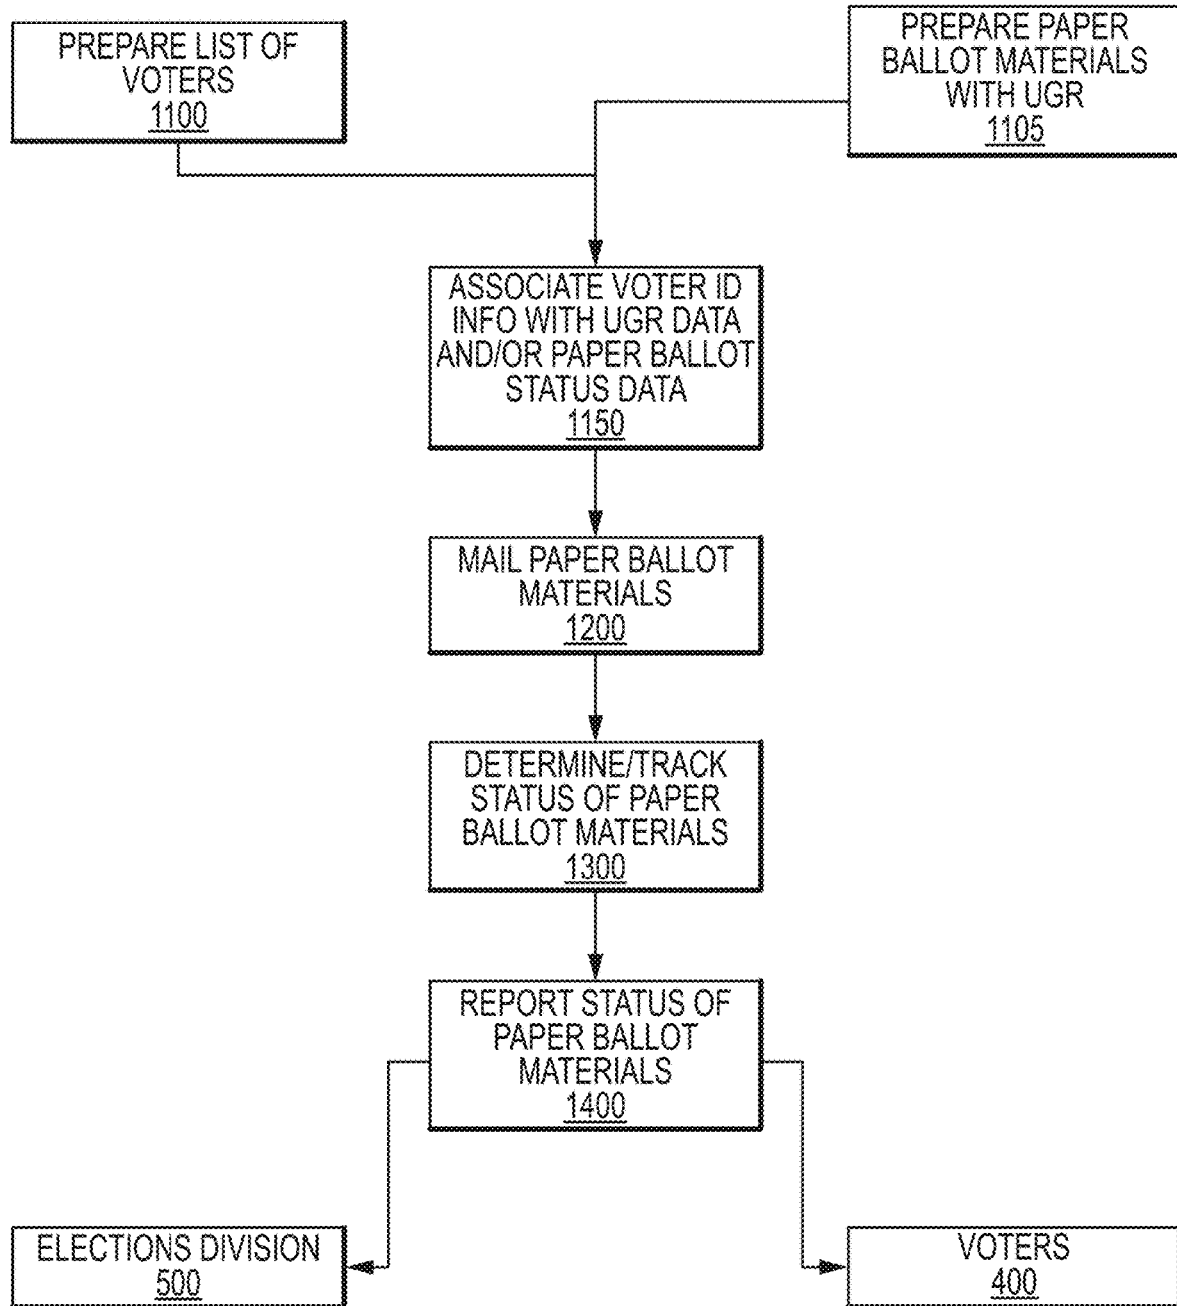 PREPARE LIST OF
VOTERS
1100
PREPARE PAPER
BALLOT MATERIALS
WITH UGR
1105
ASSOCIATE VOTER ID
INFO WITH UGR DATA
AND/OR PAPER BALLOT
STATUS DATA
1150
MAIL PAPER BALLOT
MATERIALS
1200
DETERMINE/TRACK
STATUS OF PAPER
BALLOT MATERIALS
1300
REPORT STATUS OF
PAPER BALLOT
MATERIALS
1400
ELECTIONS DIVISION
500
VOTERS
400